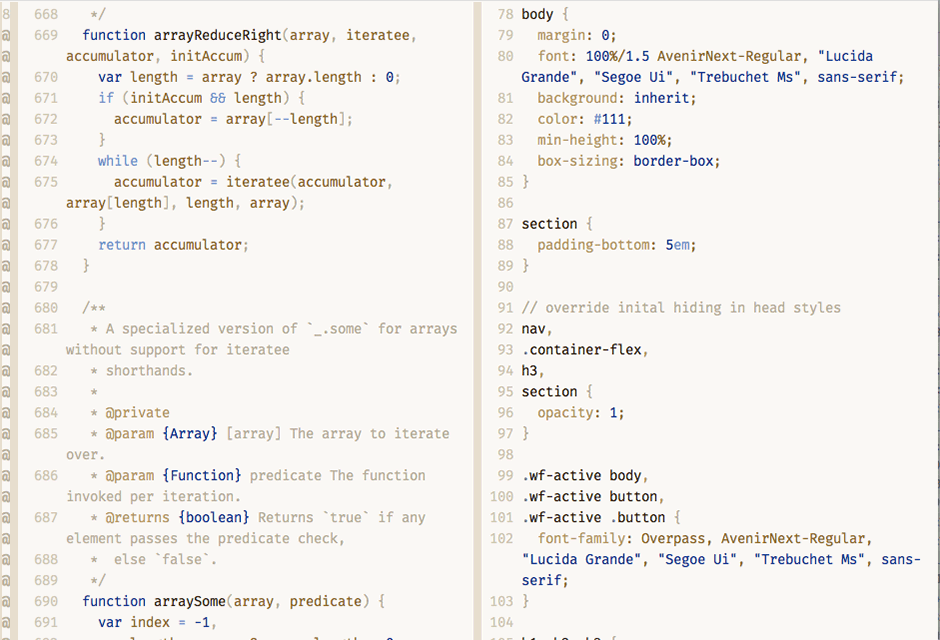 668 */
669 function arrayReduceRight(array, iteratee,
accumulator, initAccum) {
670 var length = array ? array.length : 0;
671 if (initAccum && length) {
672 accumulator = array[--length];
673 }
674 while (length--) {
675 accumulator = iteratee(accumulator,
array[length], length, array);
676 }
677 return accumulator;
678 }
679
680 /**
681 * A specialized version of `_.some` for arrays
without support for iteratee
682 * shorthands.
683 *
684 * @private
685 * @param {Array} [array] The array to iterate
over.
686 * @param {Function} predicate The function
invoked per iteration.
687 * @returns {boolean} Returns `true` if any
element passes the predicate check,
688 * else `false`.
689 */
690 function arraySome(array, predicate) {
691 var index = -1,
78 body {
79 margin: 0;
80 font: 100%/1.5 AvenirNext-Regular, "Lucida
Grande", "Segoe Ui", "Trebuchet Ms", sans-serif;
81 background: inherit;
82 color: #111;
83 min-height: 100%;
84 box-sizing: border-box;
85 }
86
87 section {
88 padding-bottom: 5em;
89 }
90
91 // override inital hiding in head styles
92 nav,
93 .container-flex,
94 h3,
95 section {
96 opacity: 1;
97 }
98
99 .wf-active body,
100 .wf-active button,
101 .wf-active .button {
102 font-family: Overpass, AvenirNext-Regular,
"Lucida Grande", "Segoe Ui", "Trebuchet Ms", sans-
serif;
103 }
104